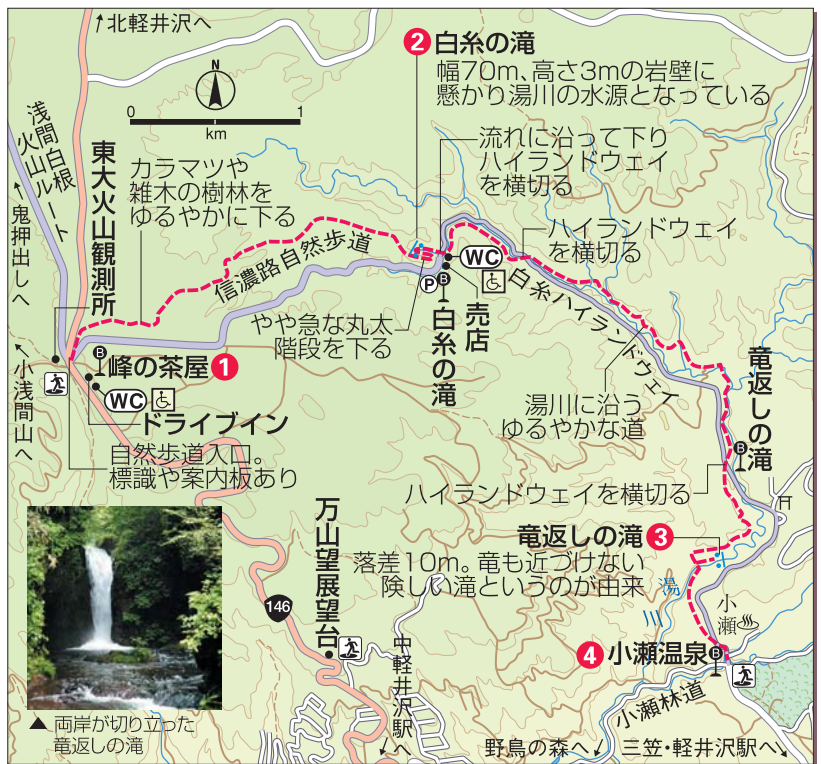 ↑北軽井沢へ
❷白糸の滝
幅70m、高さ3mの岩壁に
懸かり湯川の水源となっている
N
0 1
km
浅間白根
火山ルート
↑鬼押出しへ
東大火山観測所
カラマツや
雑木の樹林を
ゆるやかに下る
流れに沿って下り
ハイランドウェイ
を横切る
ハイランドウェイ
を横切る
信濃路自然歩道
WC
P
B
売店
白糸の滝
白糸ハイランドウェイ
やや急な丸太
階段を下る
B
峰の茶屋❶
↑小浅間山へ
WC
ドライブイン
自然歩道入口。
標識や案内板あり
湯川に沿う
ゆるやかな道
竜返しの滝
B
ハイランドウェイを横切る
竜返しの滝❸
落差10m。竜も近づけない
険しい滝というのが由来
湯川
小瀬
万山望展望台
146
中軽井沢駅へ
❹小瀬温泉
B
小瀬林道
野鳥の森へ
三笠・軽井沢駅へ
▲両岸が切り立った
竜返しの滝